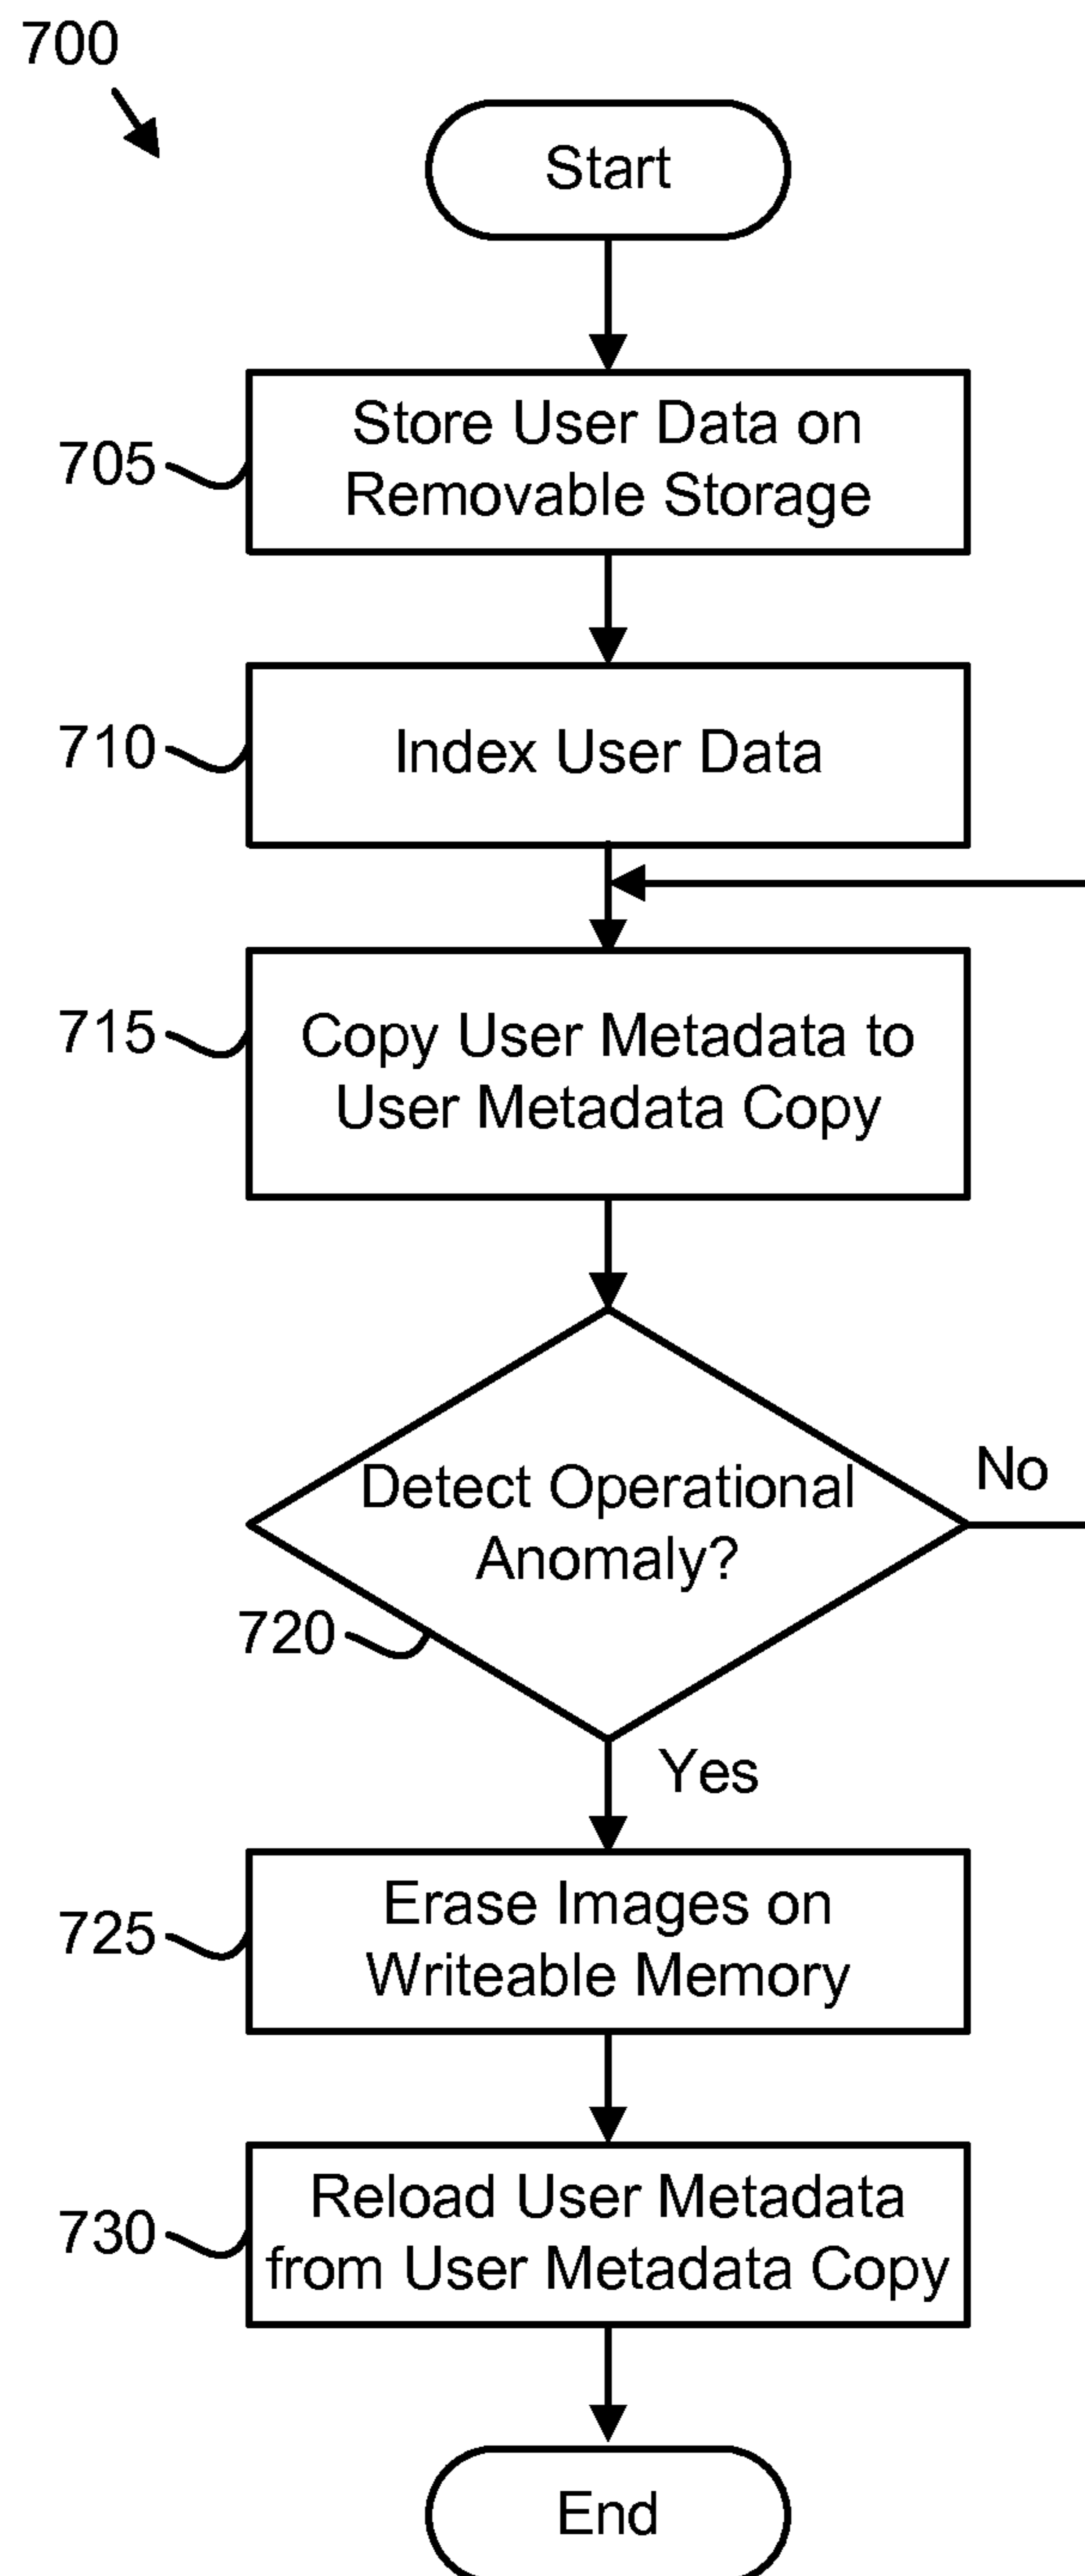 700
Start
705
Store User Data on
Removable Storage
710
Index User Data
715
Copy User Metadata to
User Metadata Copy
Detect Operational
Anomaly?
No
720
Yes
725
Erase Images on
Writeable Memory
730
Reload User Metadata
from User Metadata Copy
End